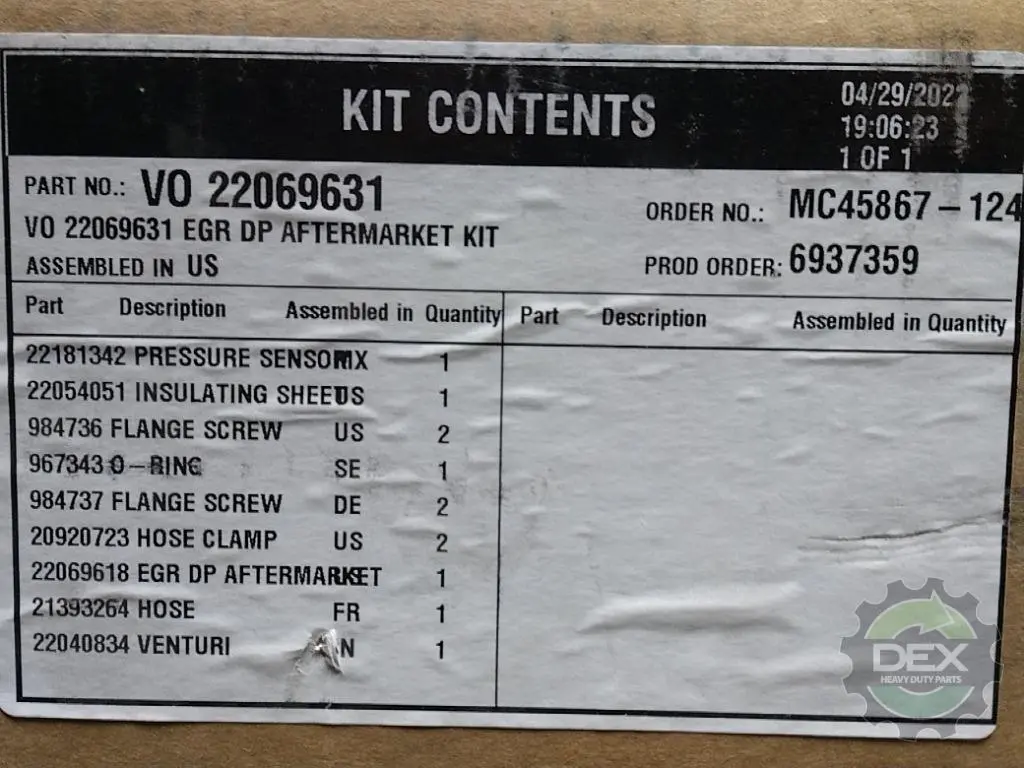 KIT CONTENTS
04/29/202
19:06:23
1 OF 1
PART NO.: VO 22069631
ORDER NO.: MC45867-124
VO 22069631 EGR DP AFTERMARKET KIT
ASSEMBLED IN US
PROD ORDER: 6937359
Part Description Assembled in Quantity Part Description Assembled in Quantity
22181342 PRESSURE SENSO MX 1
22054051 INSULATING SHEE US 1
984736 FLANGE SCREW US 2
967343 O-RING SE 1
984737 FLANGE SCREW DE 2
20920723 HOSE CLAMP US 2
22069618 EGR DP AFTERMARKET 1
21393264 HOSE FR 1
22040834 VENTURI N 1
DEX
HEAVY DUTY PARTS